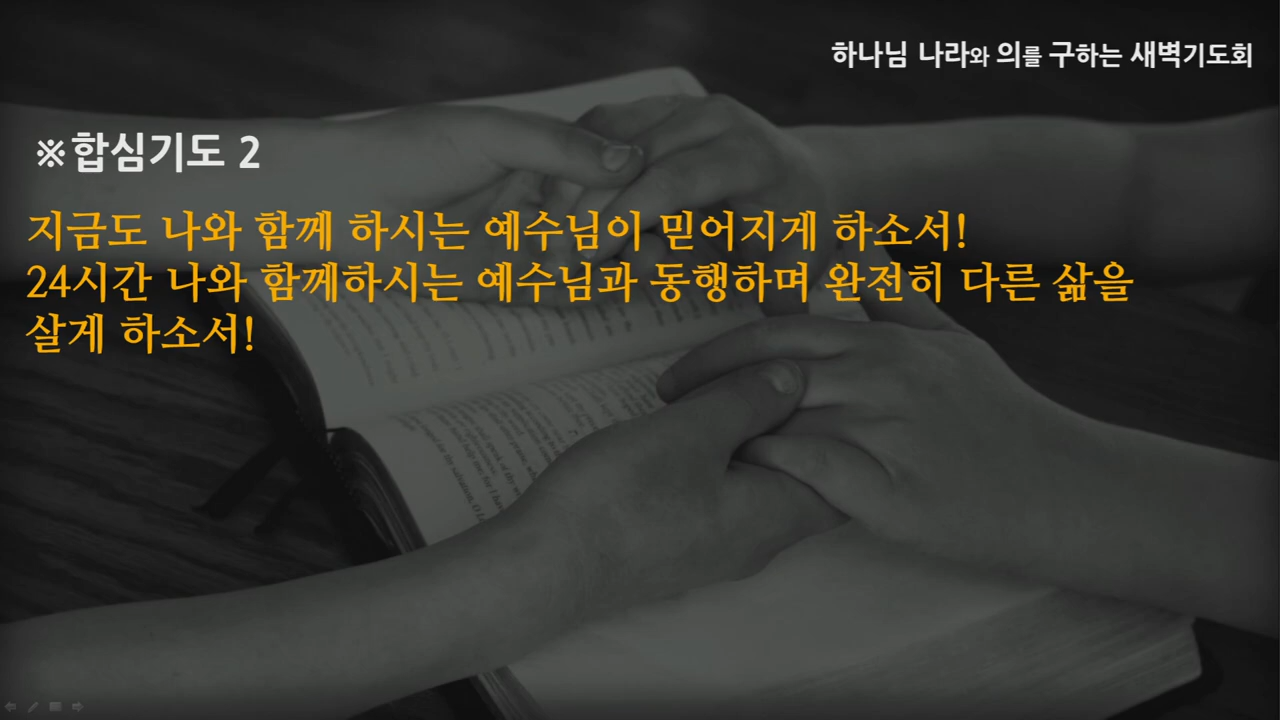 하나님 나라와 의를 구하는 새벽기도회
※합심기도 2
지금도 나와 함께 하시는 예수님이 믿어지게 하소서!
24시간 나와 함께하시는 예수님과 동행하며 완전히 다른 삶을
살게 하소서!